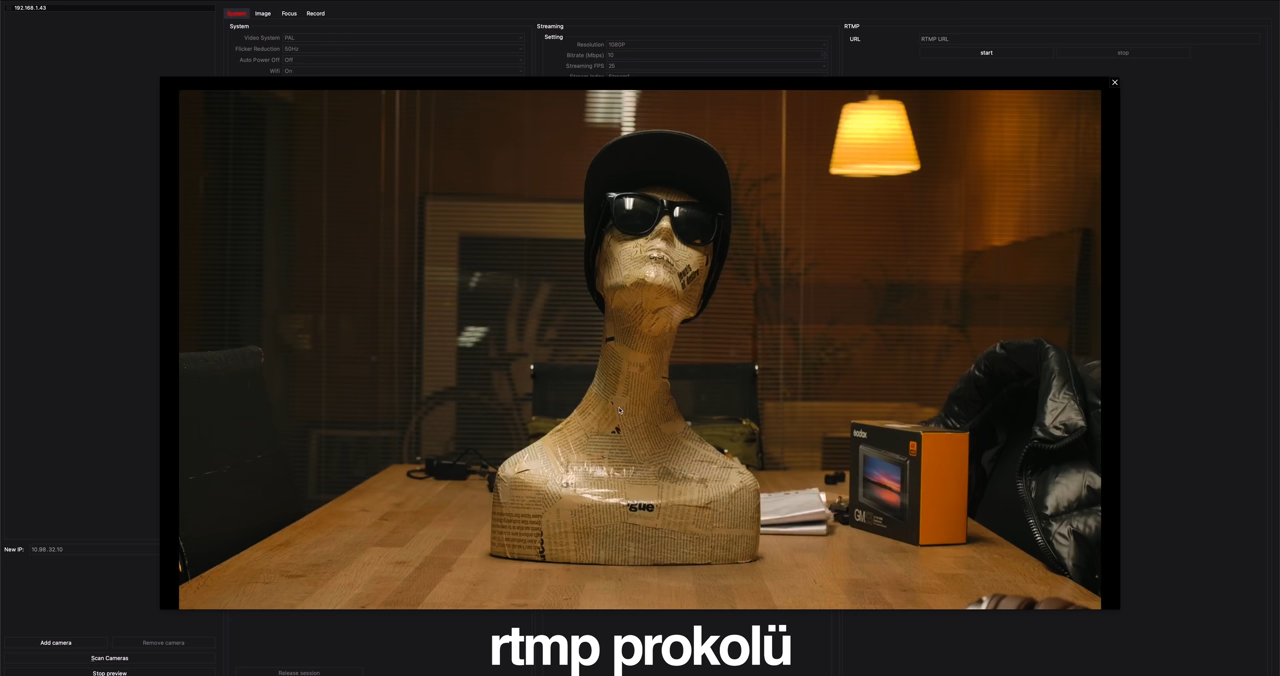 192.168.1.43
System Image Focus Record
System
Video System PAL
Flicker Reduction 50Hz
Auto Power Off Off
Wifi On
Streaming
Setting
Resolution 1080P
Bitrate (Mbps) 10
Streaming FPS 25
RTMP
URL RTMP URL
start stop
godox
GM
gue
New IP: 10.98.32.10
Add camera Remove camera
Scan Cameras
Stop preview
Release session
rtmp prokolü